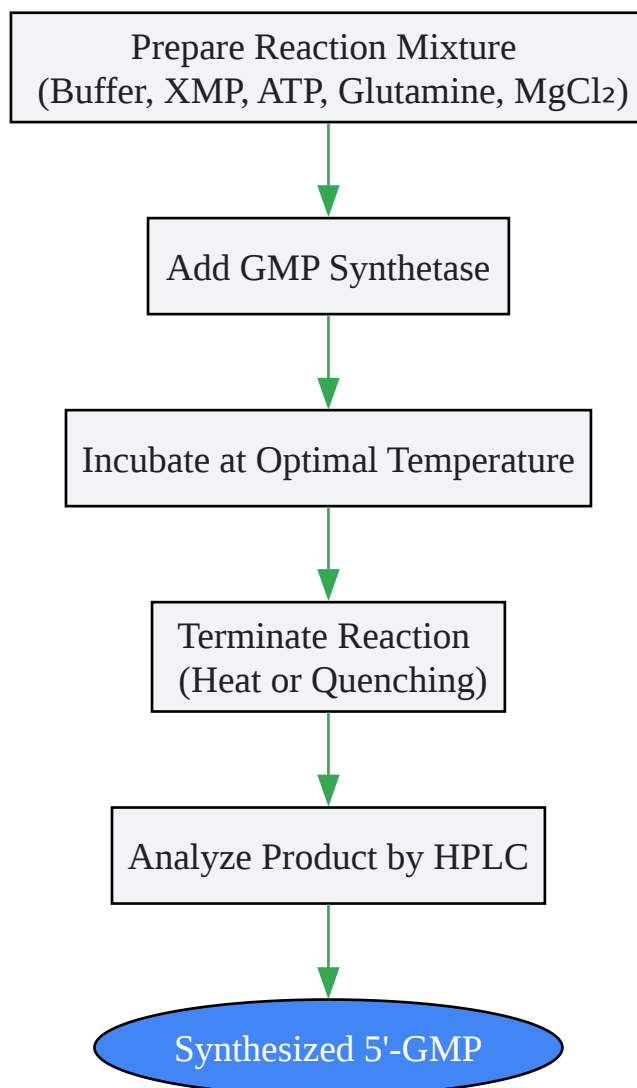 Prepare Reaction Mixture
(Buffer, XMP, ATP, Glutamine, MgCl₂)
Add GMP Synthetase
Incubate at Optimal Temperature
Terminate Reaction
(Heat or Quenching)
Analyze Product by HPLC
Synthesized 5'-GMP